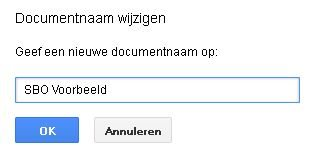 Documentnaam wijzigen
Geef een nieuwe documentnaam op:
SBO Voorbeeld
OK Annuleren